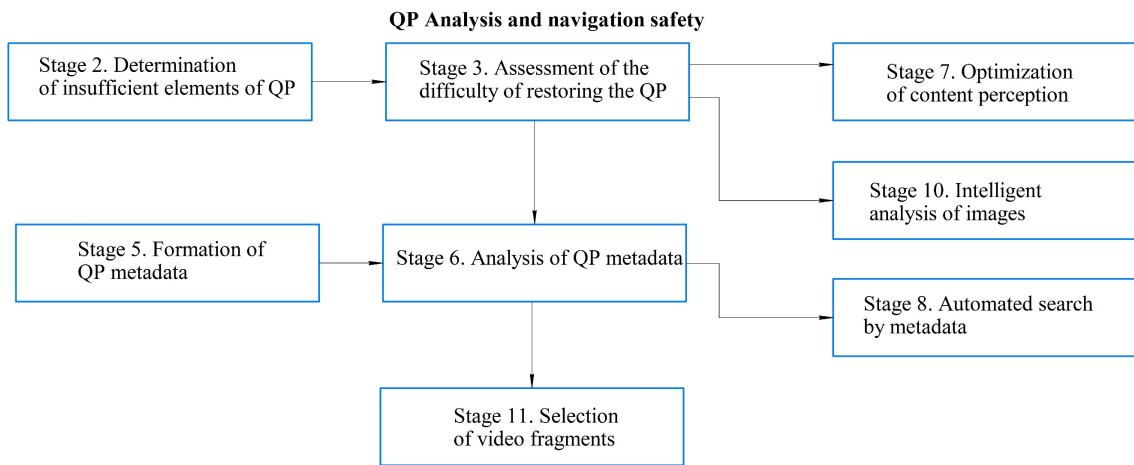 QP Analysis and navigation safety
Stage 2. Determination
of insufficient elements of QP
Stage 3. Assessment of the
difficulty of restoring the QP
Stage 7. Optimization
of content perception
Stage 10. Intelligent
analysis of images
Stage 5. Formation of
QP metadata
Stage 6. Analysis of QP metadata
Stage 8. Automated search
by metadata
Stage 11. Selection
of video fragments